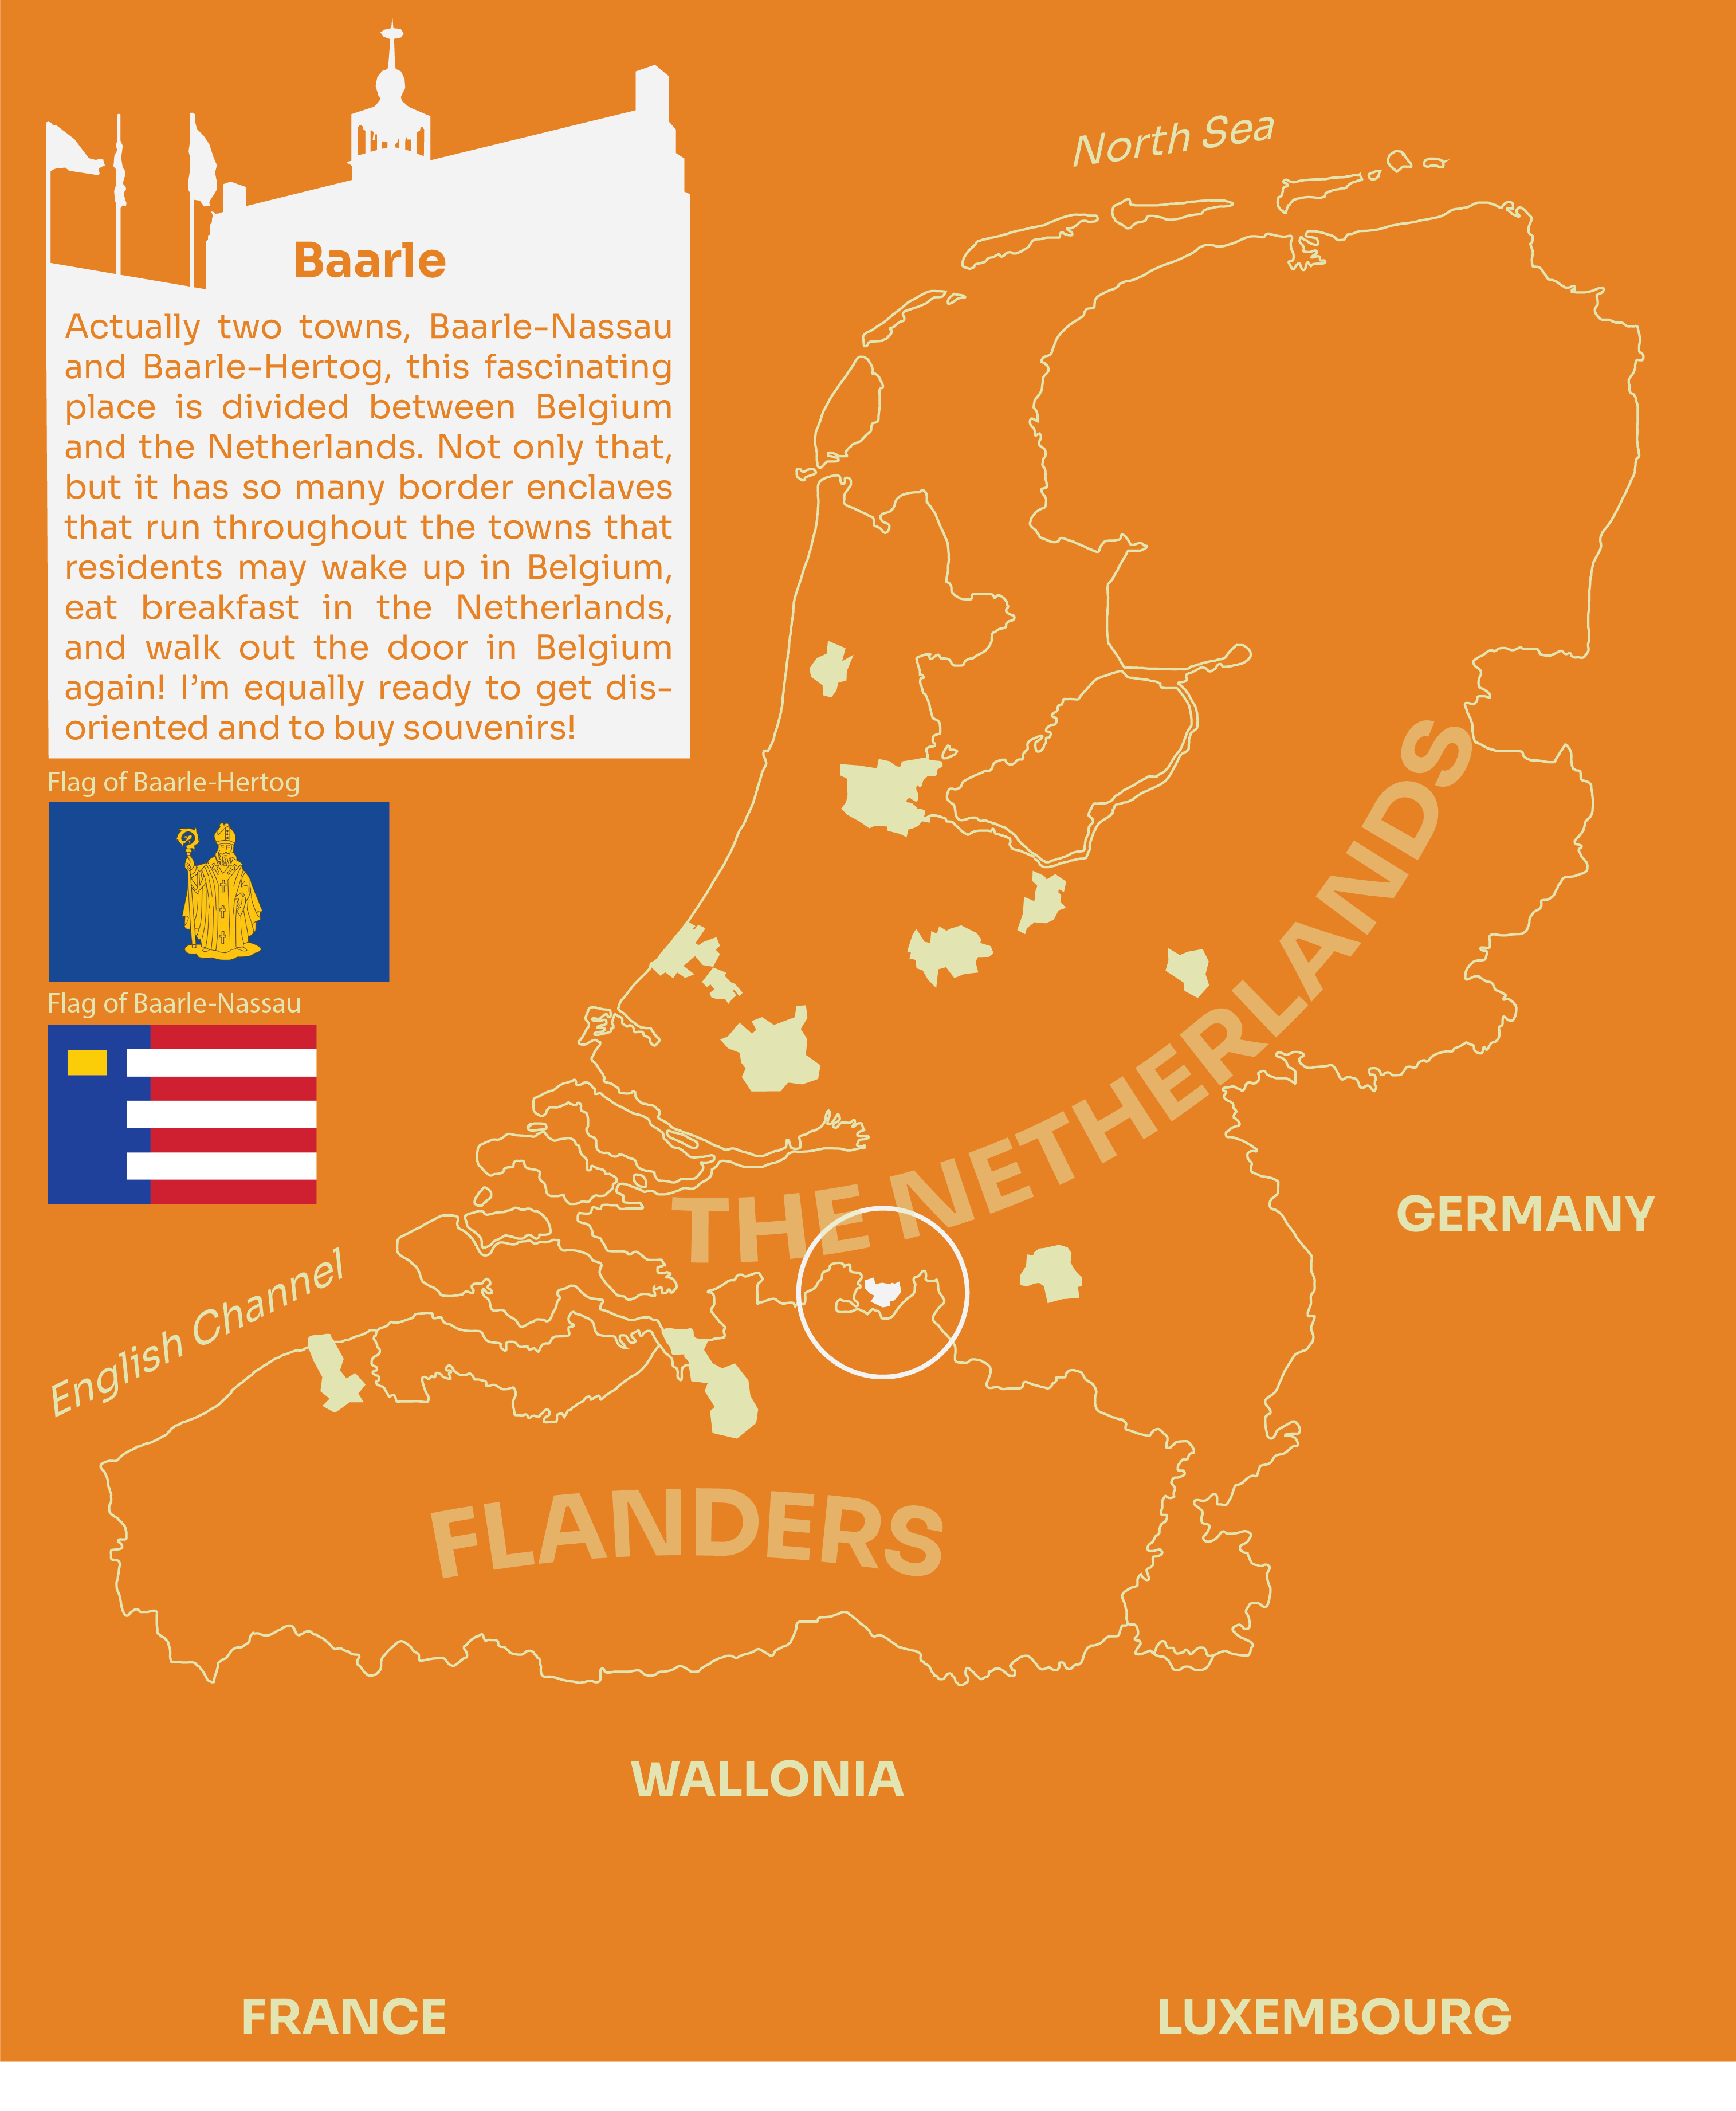 Baarle
Actually two towns, Baarle-Nassau
and Baarle-Hertog, this fascinating
place is divided between Belgium
and the Netherlands. Not only that,
but it has so many border enclaves
that run throughout the towns that
residents may wake up in Belgium,
eat breakfast in the Netherlands,
and walk out the door in Belgium
again! I'm equally ready to get dis-
oriented and to buy souvenirs!
Flag of Baarle-Hertog
Flag of Baarle-Nassau
North Sea
English Channel
THE NETHERLANDS
GERMANY
FLANDERS
WALLONIA
FRANCE
LUXEMBOURG